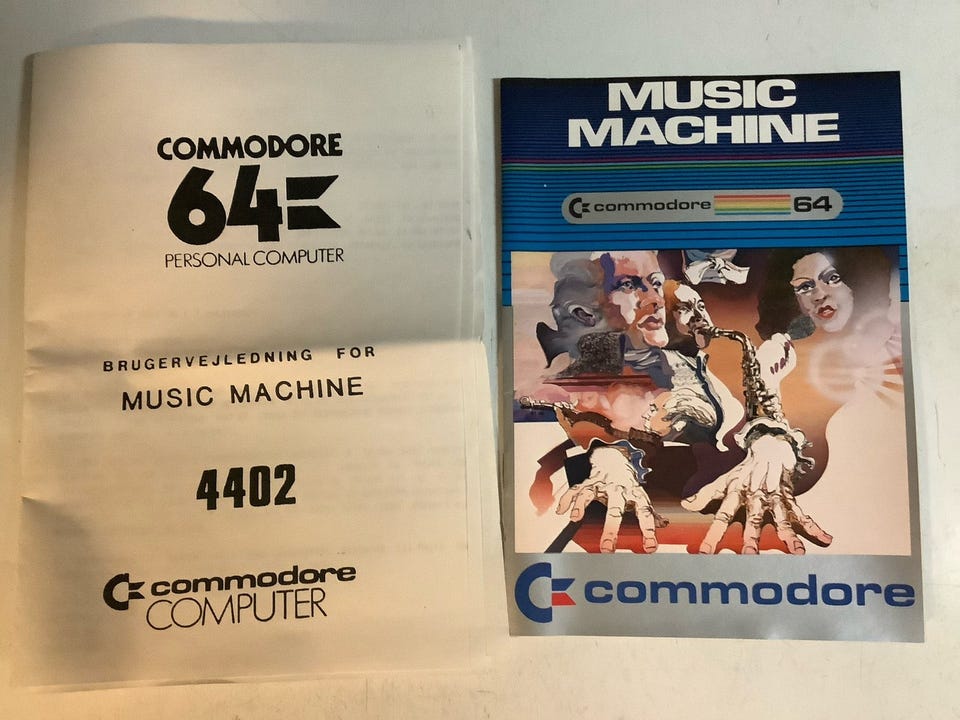 COMMODORE
64
PERSONAL COMPUTER
BRUGERVEJLEDNING FOR
MUSIC MACHINE
4402
commodore
COMPUTER
MUSIC
MACHINE
commodore 64
commodore